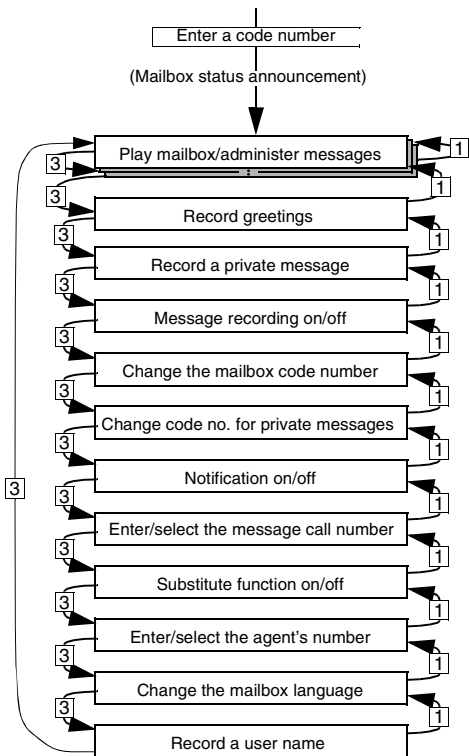 Enter a code number
(Mailbox status announcement)
Play mailbox/administer messages
1
3
3
1
Record greetings
3
1
Record a private message
3
1
Message recording on/off
3
1
Change the mailbox code number
3
1
Change code no. for private messages
3
1
Notification on/off
3
3
1
Enter/select the message call number
3
1
Substitute function on/off
3
1
Enter/select the agent's number
3
1
Change the mailbox language
3
1
Record a user name